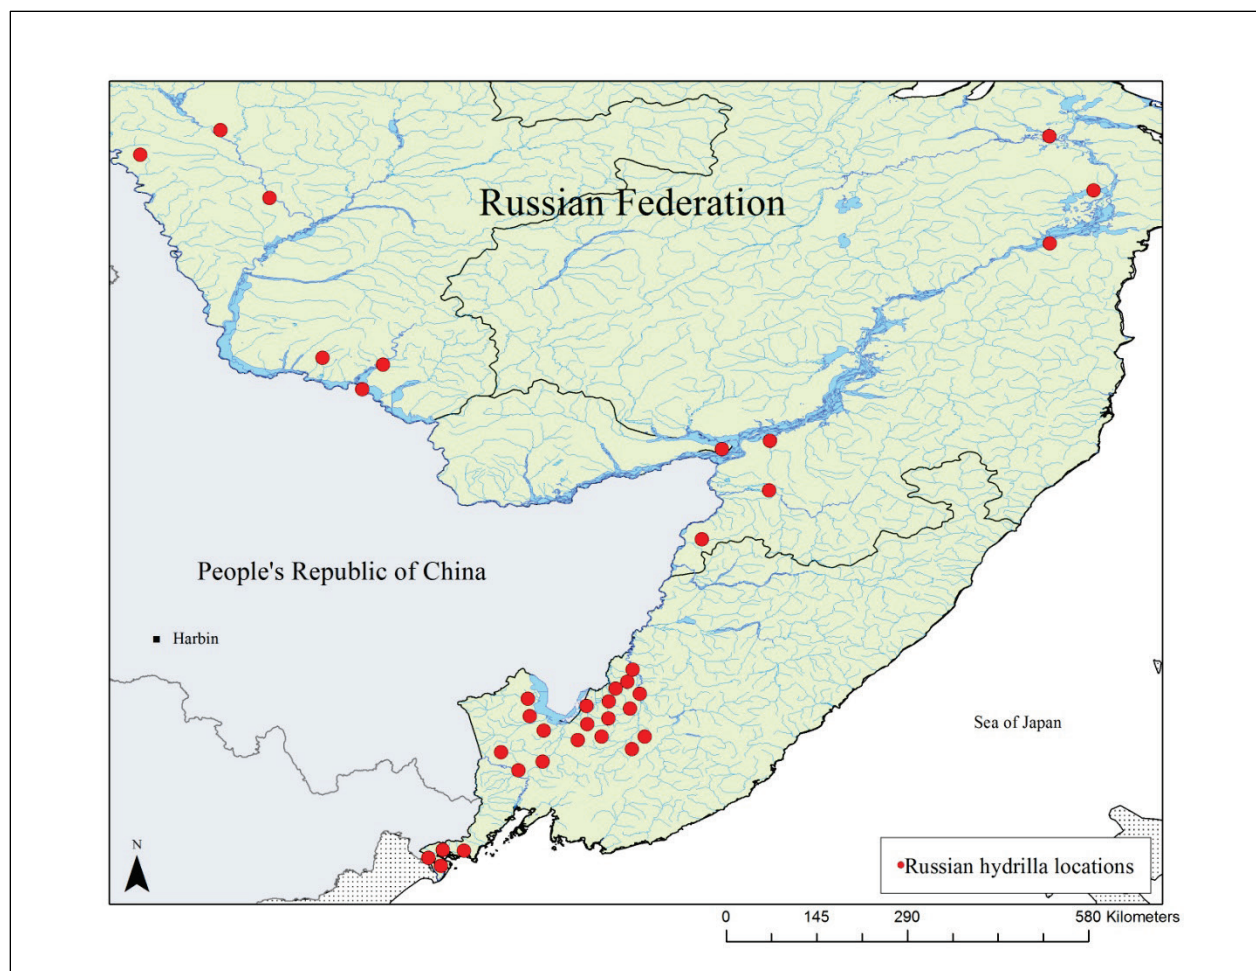 Russian Federation
People's Republic of China
Harbin
Sea of Japan
N
Russian hydrilla locations
0 145 290 580 Kilometers